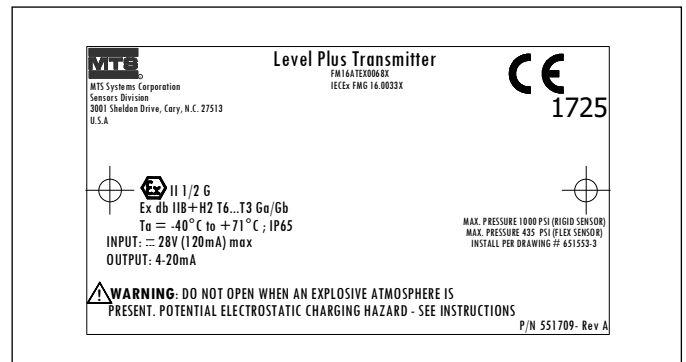 MTS
Level Plus Transmitter
FM16ATEX0068X
IECEx FMG 16.0033X
CE
1725
MTS Systems Corporation
Sensors Division
3001 Sheldon Drive, Cary, N.C. 27513
U.S.A
Ex II 1/2 G
Ex db IIB+H2 T6...T3 Ga/Gb
Ta = -40°C to +71°C ; IP65
INPUT: ⎓ 28V (120mA) max
OUTPUT: 4-20mA
MAX. PRESSURE 1000 PSI (RIGID SENSOR)
MAX. PRESSURE 435 PSI (FLEX SENSOR)
INSTALL PER DRAWING # 651553-3
WARNING: DO NOT OPEN WHEN AN EXPLOSIVE ATMOSPHERE IS
PRESENT. POTENTIAL ELECTROSTATIC CHARGING HAZARD - SEE INSTRUCTIONS
P/N 551709- Rev A